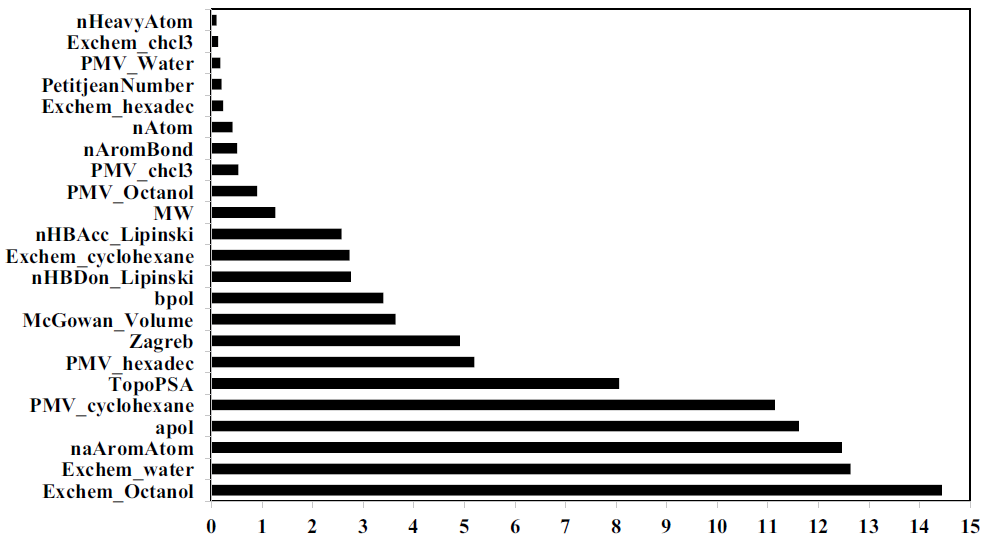 nHeavyAtom
Exchem_chcl3
PMV_Water
PetitjeanNumber
Exchem_hexadec
nAtom
nAromBond
PMV_chcl3
PMV_Octanol
MW
nHBAcc_Lipinski
Exchem_cyclohexane
nHBDon_Lipinski
bpol
McGowan_Volume
Zagreb
PMV_hexadec
TopoPSA
PMV_cyclohexane
apol
naAromAtom
Exchem_water
Exchem_Octanol
0 1 2 3 4 5 6 7 8 9 10 11 12 13 14 15